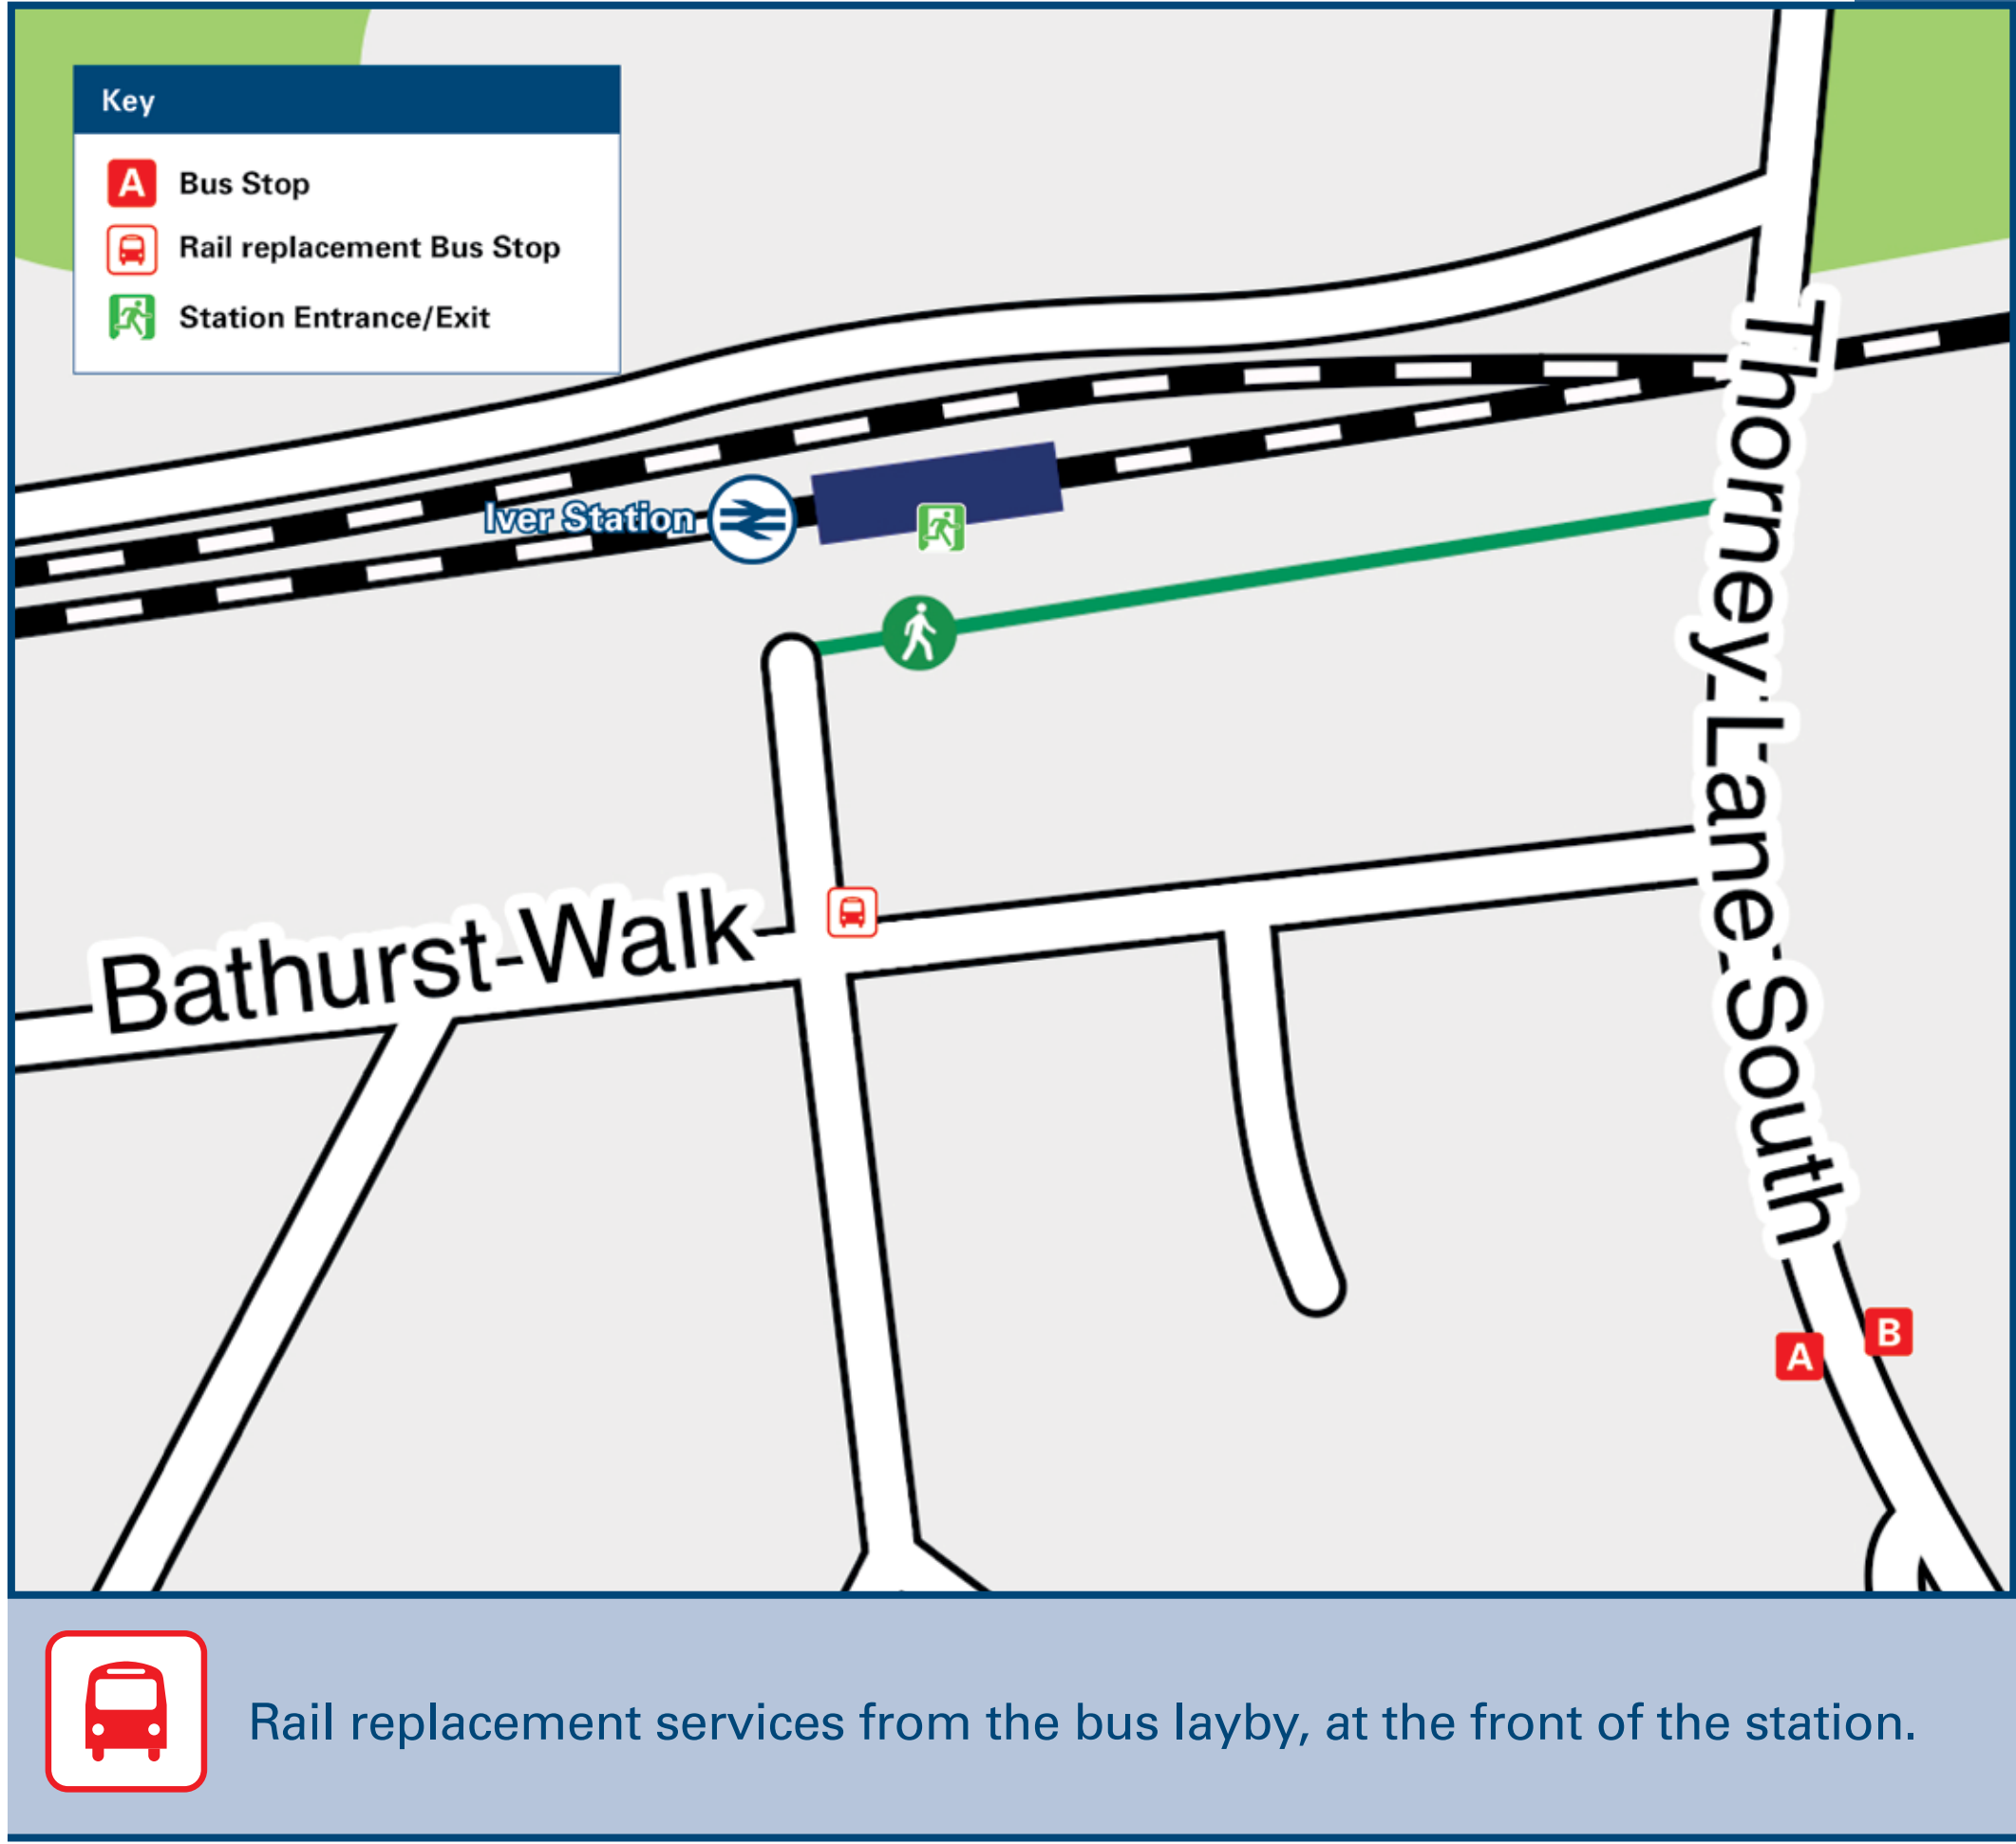 Key
A Bus Stop
Rail replacement Bus Stop
Station Entrance/Exit
Iver Station
Thorney Lane South
Bathurst Walk
A
B
Rail replacement services from the bus layby, at the front of the station.